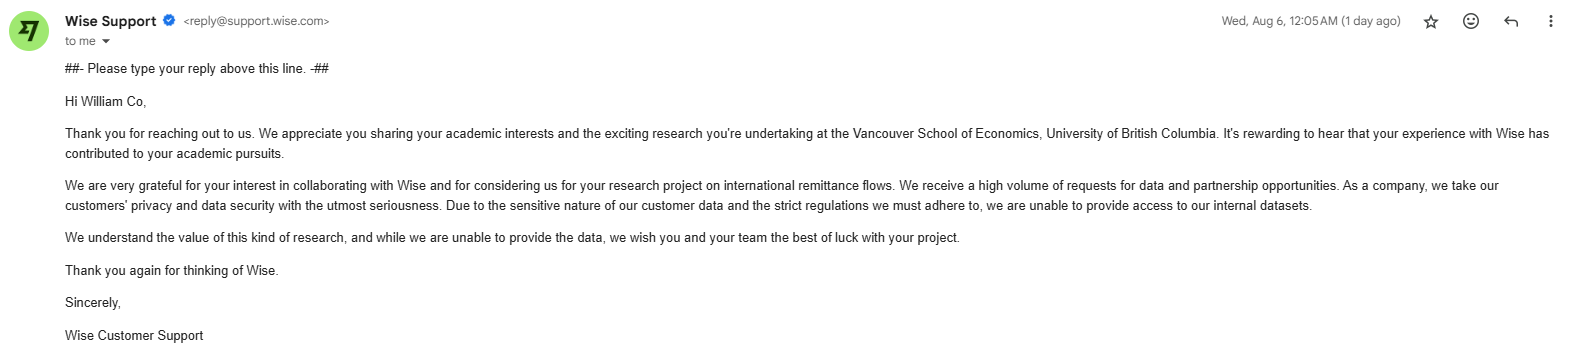 Wise Support <reply@support.wise.com> Wed, Aug 6, 12:05 AM (1 day ago)
to me
##- Please type your reply above this line. -##
Hi William Co,
Thank you for reaching out to us. We appreciate you sharing your academic interests and the exciting research you're undertaking at the Vancouver School of Economics, University of British Columbia. It's rewarding to hear that your experience with Wise has
contributed to your academic pursuits.
We are very grateful for your interest in collaborating with Wise and for considering us for your research project on international remittance flows. We receive a high volume of requests for data and partnership opportunities. As a company, we take our
customers' privacy and data security with the utmost seriousness. Due to the sensitive nature of our customer data and the strict regulations we must adhere to, we are unable to provide access to our internal datasets.
We understand the value of this kind of research, and while we are unable to provide the data, we wish you and your team the best of luck with your project.
Thank you again for thinking of Wise.
Sincerely,
Wise Customer Support